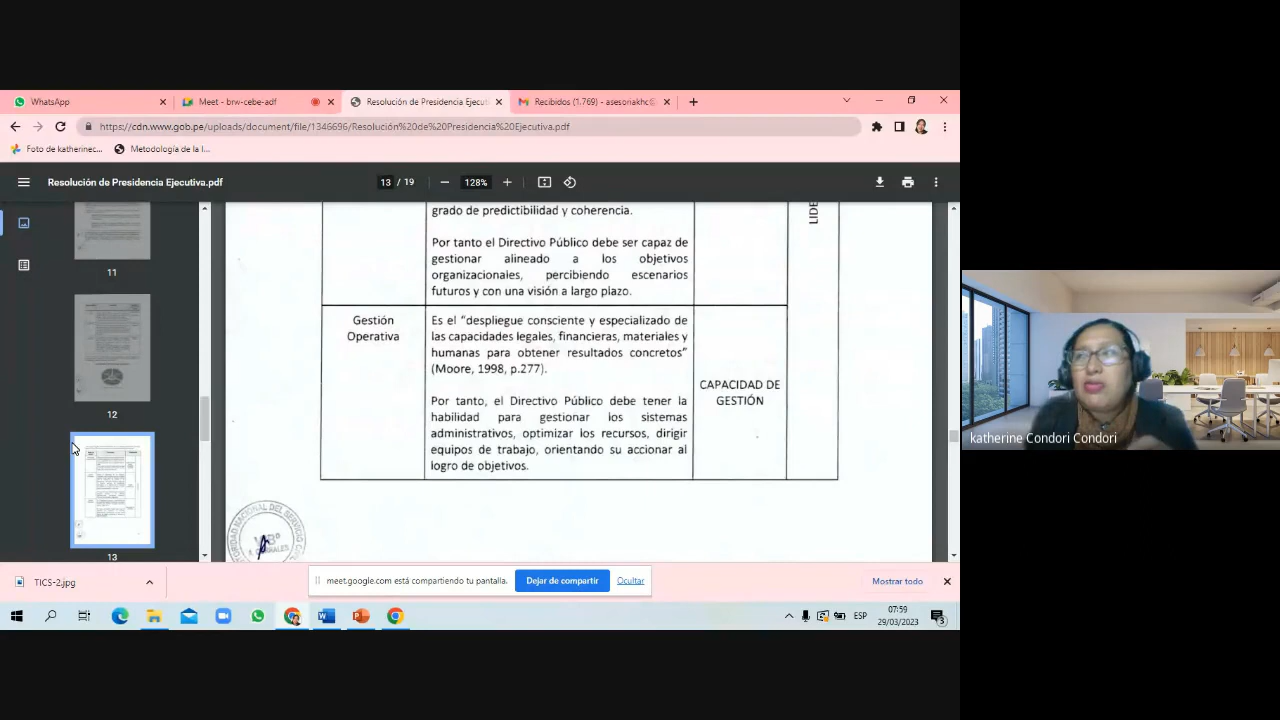 WhatsApp
Meet - brw-cebe-adf
Resolución de Presidencia Ejecuti
Recibidos (1.769) - asesoriakhc
https://cdn.www.gob.pe/uploads/document/file/1346696/Resolución%20de%20Presidencia%20Ejecutiva.pdf
Foto de katherinec...
Metodología de la I...
Resolución de Presidencia Ejecutiva.pdf
13 / 19
128%
11
12
13
grado de predictibilidad y coherencia.
Por tanto el Directivo Público debe ser capaz de
gestionar alineado a los objetivos
organizacionales, percibiendo escenarios
futuros y con una visión a largo plazo.
LIDE
Gestión
Operativa
Es el "despliegue consciente y especializado de
las capacidades legales, financieras, materiales y
humanas para obtener resultados concretos"
(Moore, 1998, p.277).
Por tanto, el Directivo Público debe tener la
habilidad para gestionar los sistemas
administrativos, optimizar los recursos, dirigir
equipos de trabajo, orientando su accionar al
logro de objetivos.
CAPACIDAD DE
GESTIÓN
NACIONAL DEL SERVICIO
katherine Condori Condori
TICS-2.jpg
meet.google.com está compartiendo tu pantalla.
Dejar de compartir
Ocultar
Mostrar todo
ESP
07:59
29/03/2023
3